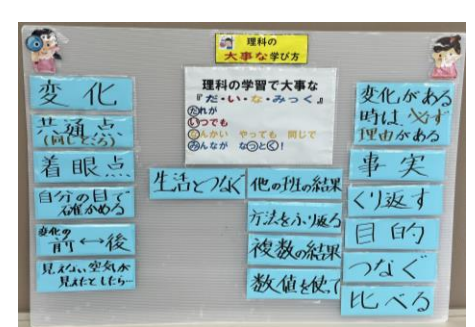 理科の
大事な学び方
理科の学習で大事な
『だ・い・な・みっく』
だれが
いつでも
なんかい やっても 同じで
みんなが なっとく!
変化
共通点
(同じところ)
着眼点
自分の目で
確かめる
変化の
前↔後
見えない空気が
見えたとしたら…
生活とつなぐ
他の班の結果
方法をふり返る
複数の結果
数値を使って
変化がある
時は、必ず
理由がある
事実
くり返す
目的
つなぐ
比べる